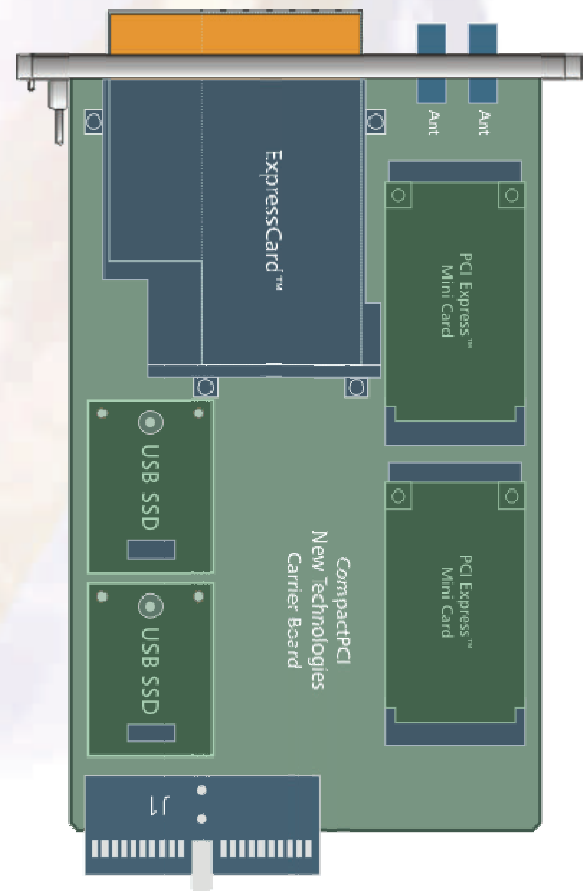 Ant
Ant
ExpressCard™
PCI Express™
Mini Card
USB SSD
PCI Express™
Mini Card
CompactPCI
New Technologies
Carrier Board
USB SSD
J1